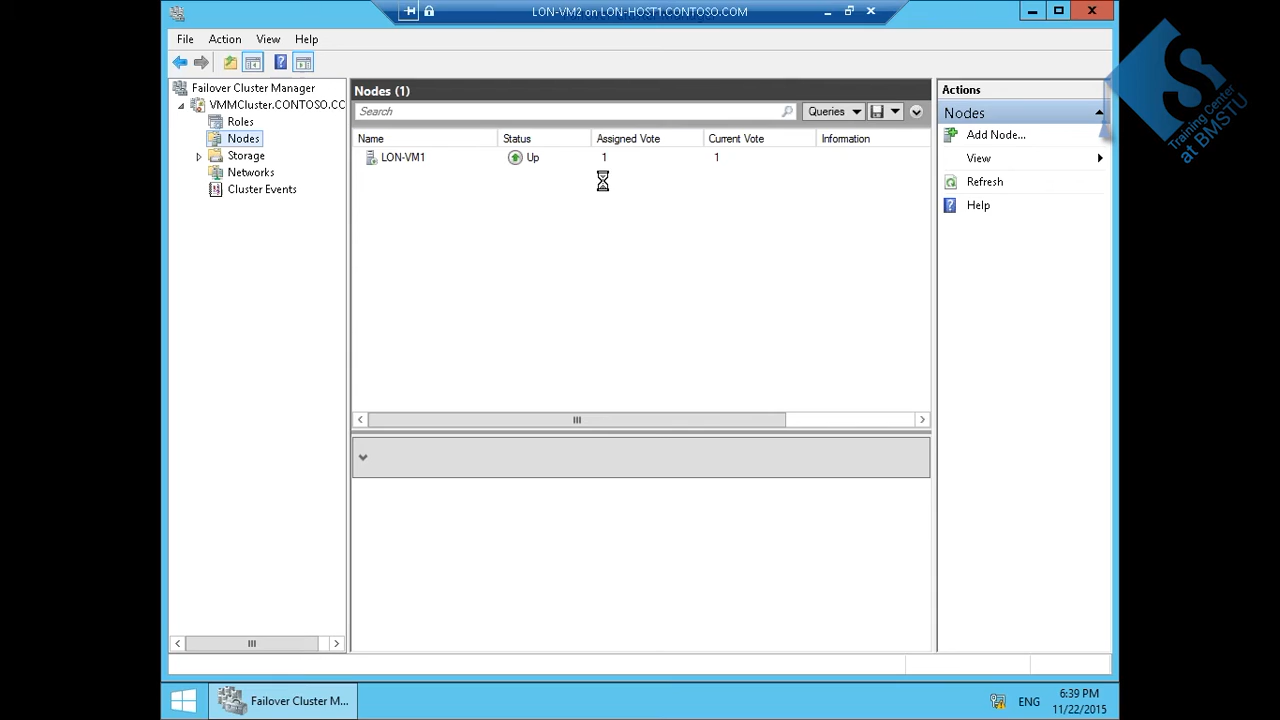 LON-VM2 on LON-HOST1.CONTOSO.COM
File Action View Help
Failover Cluster Manager
VMMCluster.CONTOSO.CC
Roles
Nodes
Storage
Networks
Cluster Events
Nodes (1)
Search
Queries
Name Status Assigned Vote Current Vote Information
LON-VM1 Up 1 1
Actions
Nodes
Add Node...
View
Refresh
Help
Training Center
at BMSTU
Failover Cluster M...
ENG
6:39 PM
11/22/2015